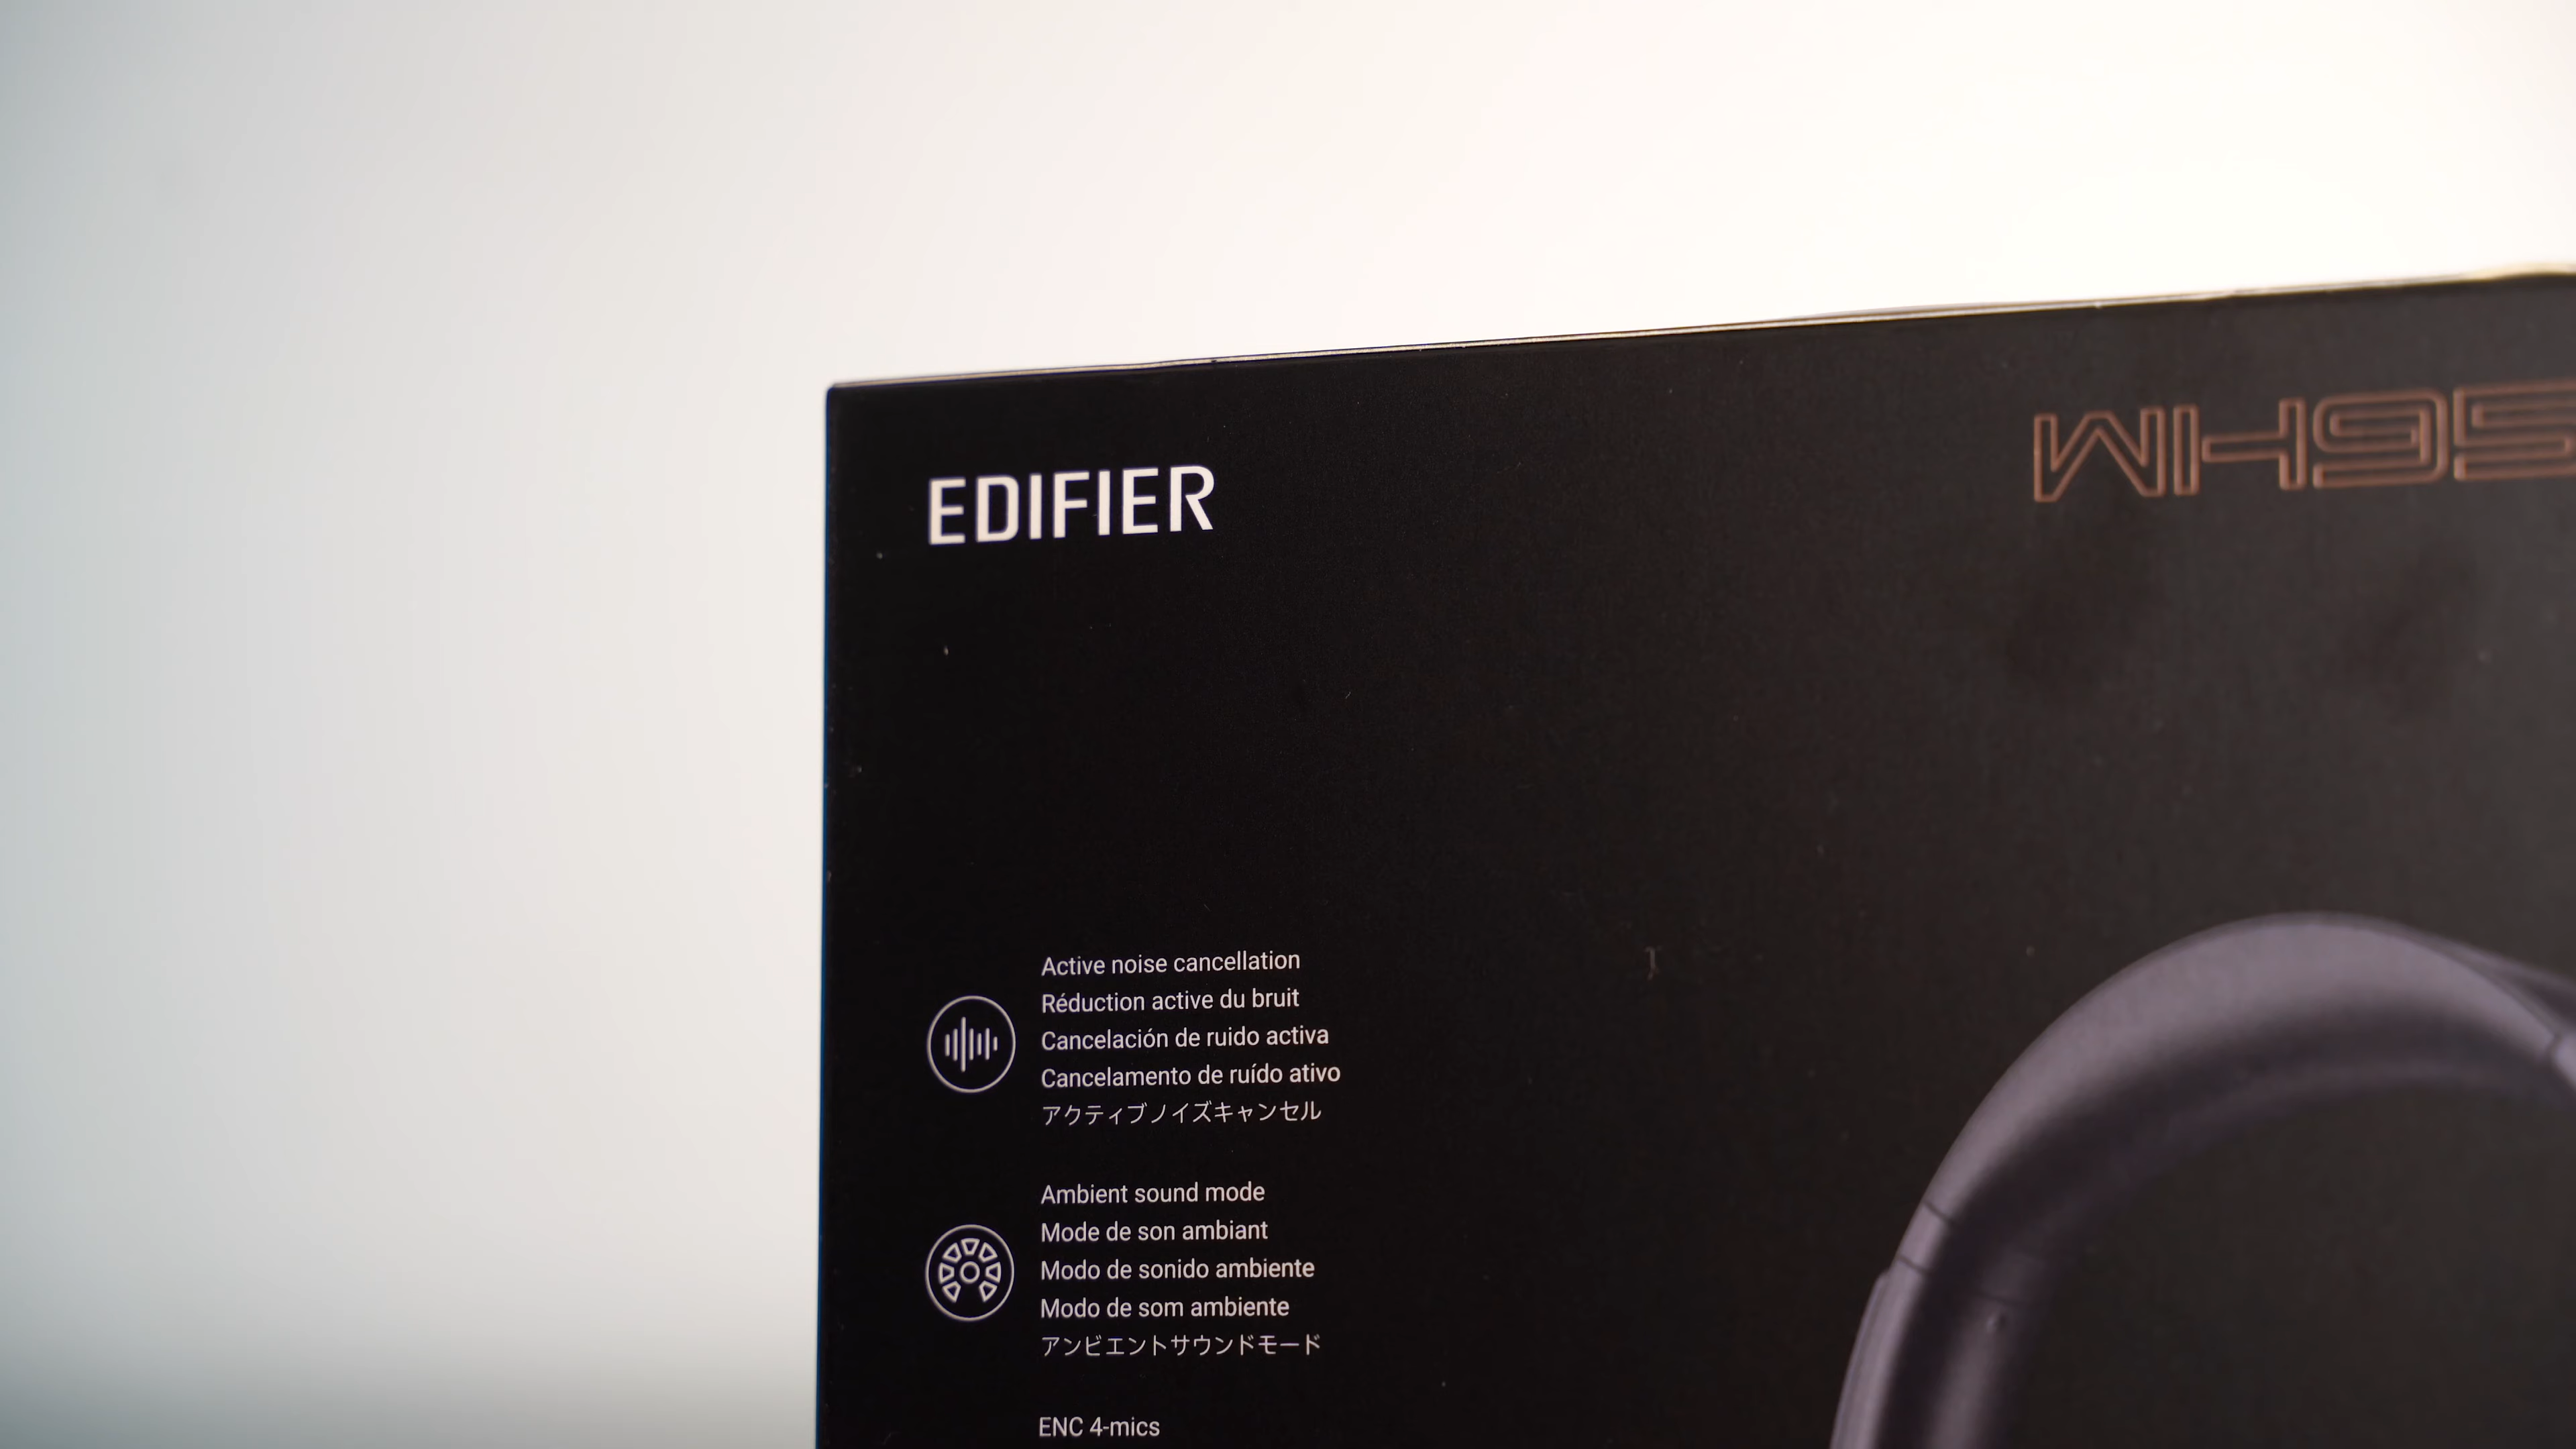 EDIFIER
WH95
Active noise cancellation
Réduction active du bruit
Cancelación de ruido activa
Cancelamento de ruído ativo
アクティブノイズキャンセル
Ambient sound mode
Mode de son ambiant
Modo de sonido ambiente
Modo de som ambiente
アンビエントサウンドモード
ENC 4-mics